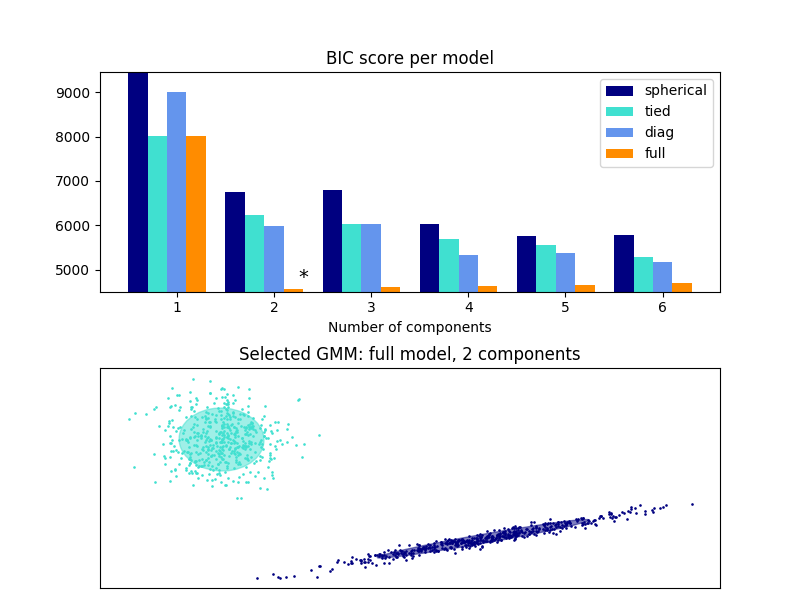 BIC score per model
9000
8000
7000
6000
5000
spherical
tied
diag
full
*
1 2 3 4 5 6
Number of components
Selected GMM: full model, 2 components